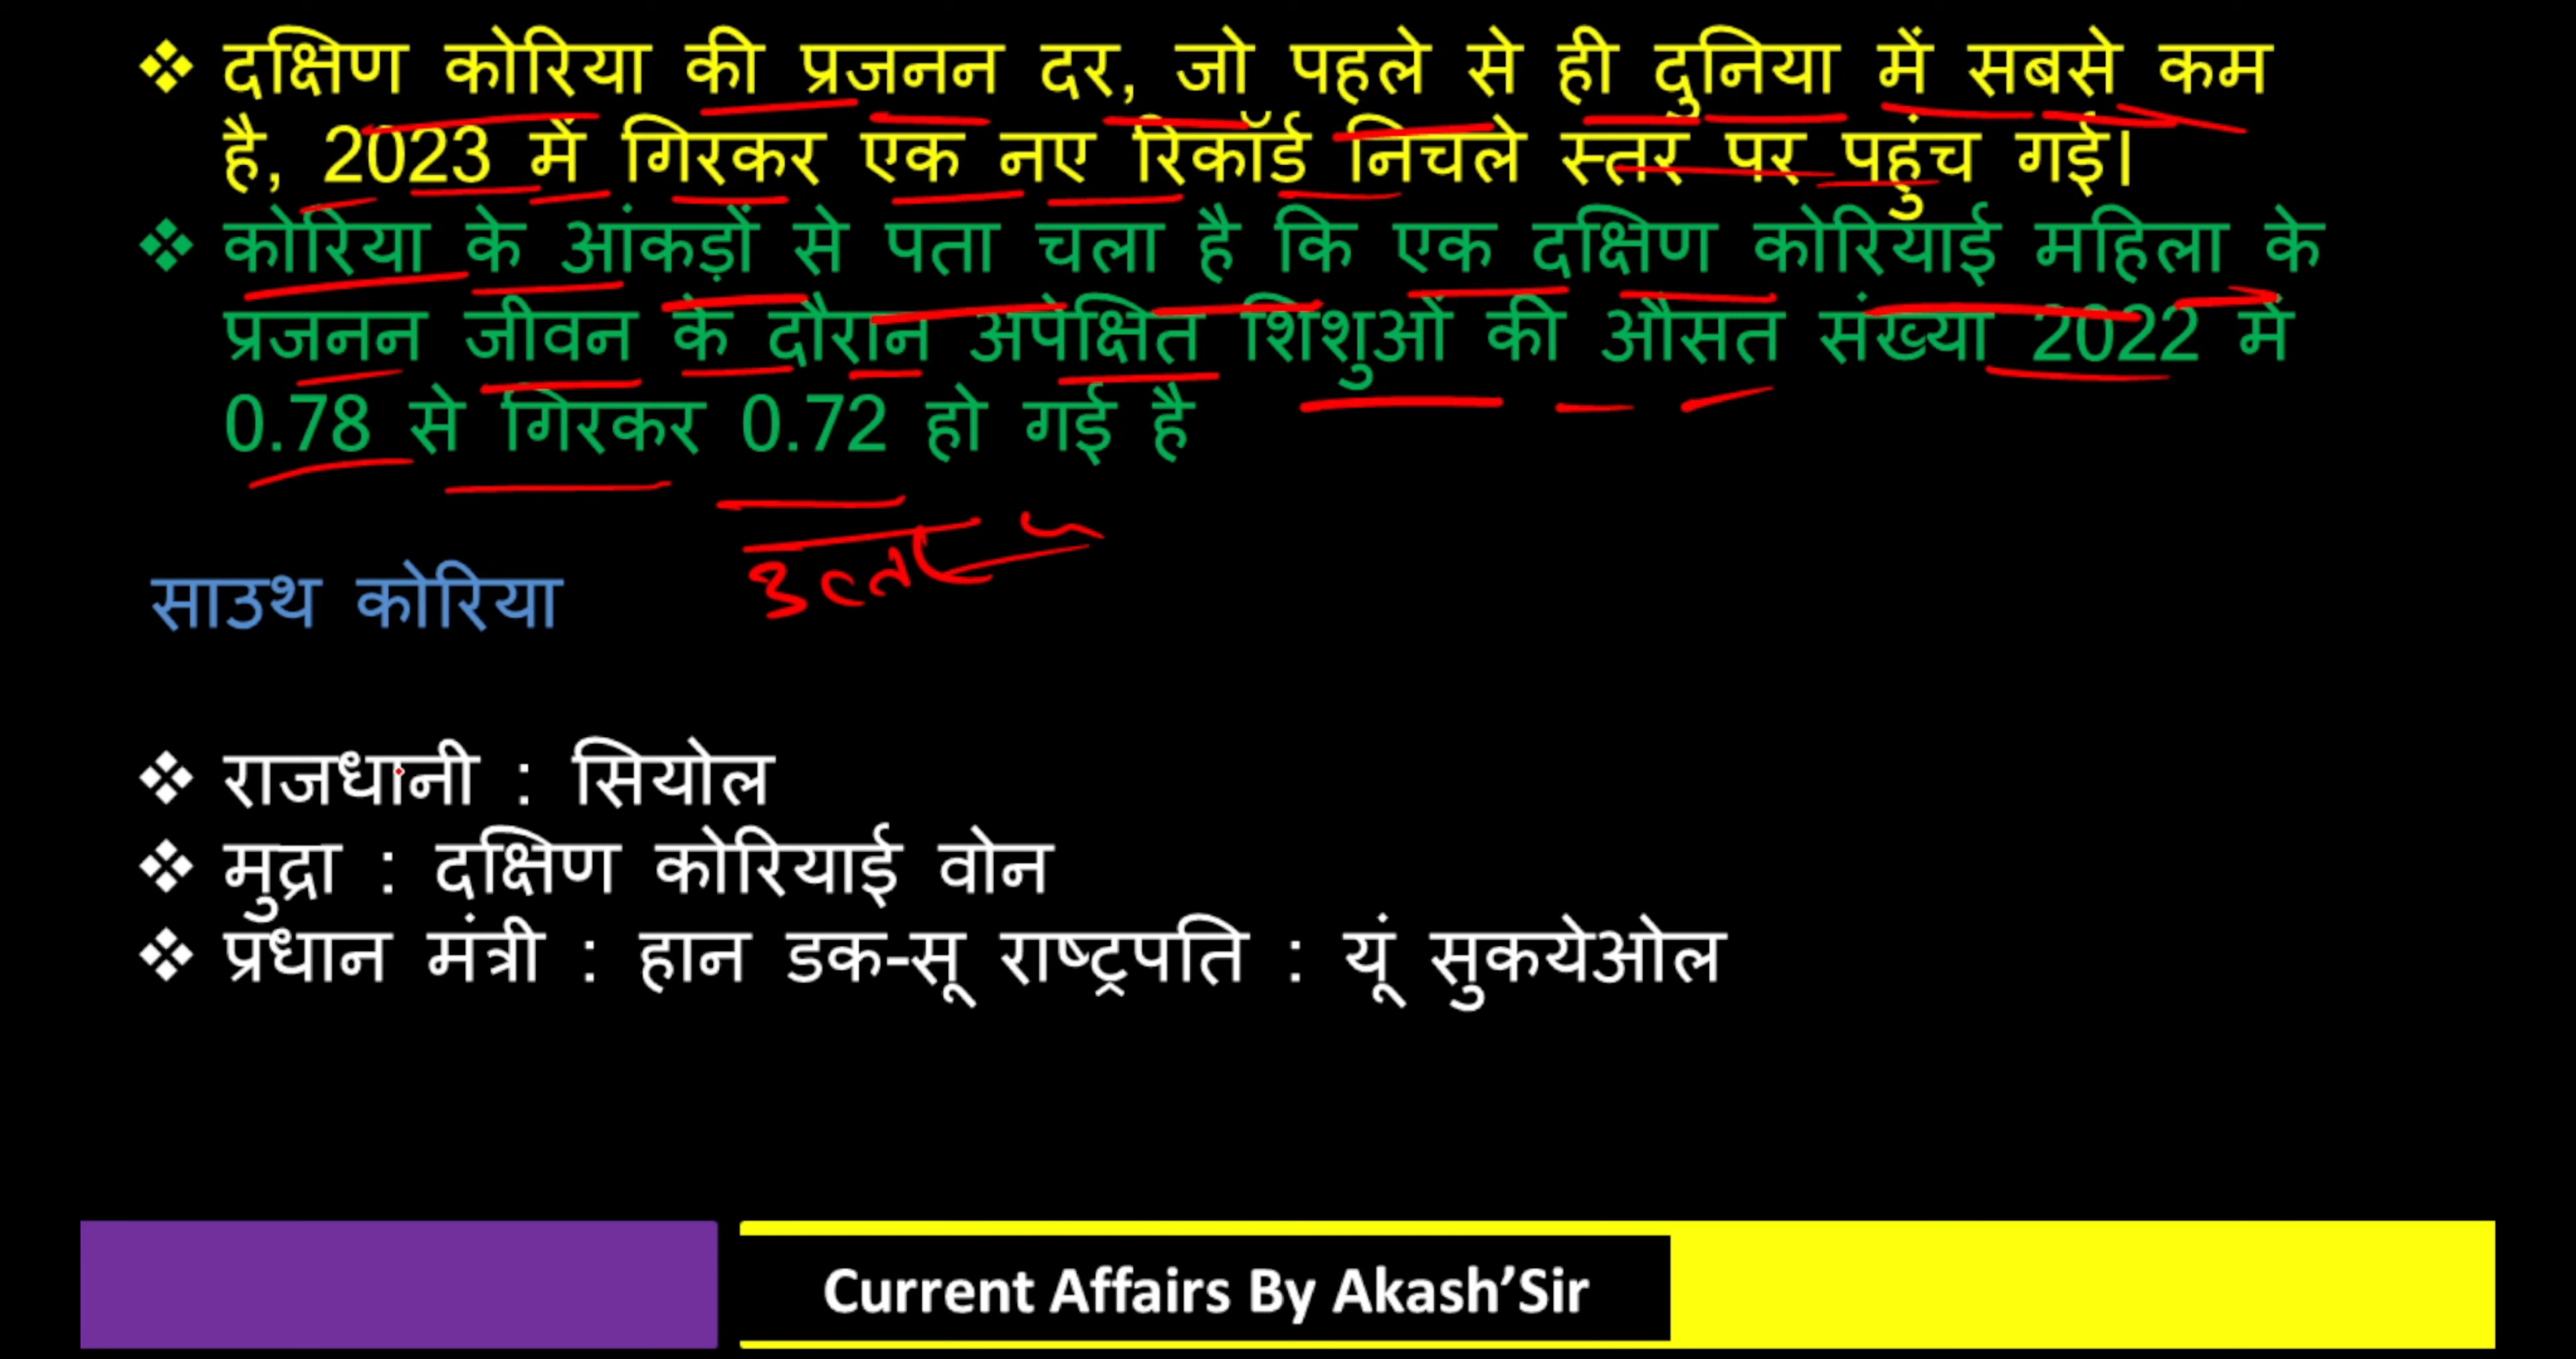 ❖ दक्षिण कोरिया की प्रजनन दर, जो पहले से ही दुनिया में सबसे कम
है, 2023 में गिरकर एक नए रिकॉर्ड निचले स्तर पर पहुंच गई।
❖ कोरिया के आंकड़ों से पता चला है कि एक दक्षिण कोरियाई महिला के
प्रजनन जीवन के दौरान अपेक्षित शिशुओं की औसत संख्या 2022 में
0.78 से गिरकर 0.72 हो गई है
साउथ कोरिया
❖ राजधानी : सियोल
❖ मुद्रा : दक्षिण कोरियाई वोन
❖ प्रधान मंत्री : हान डक-सू राष्ट्रपति : यूं सुकयेओल
Current Affairs By Akash’Sir